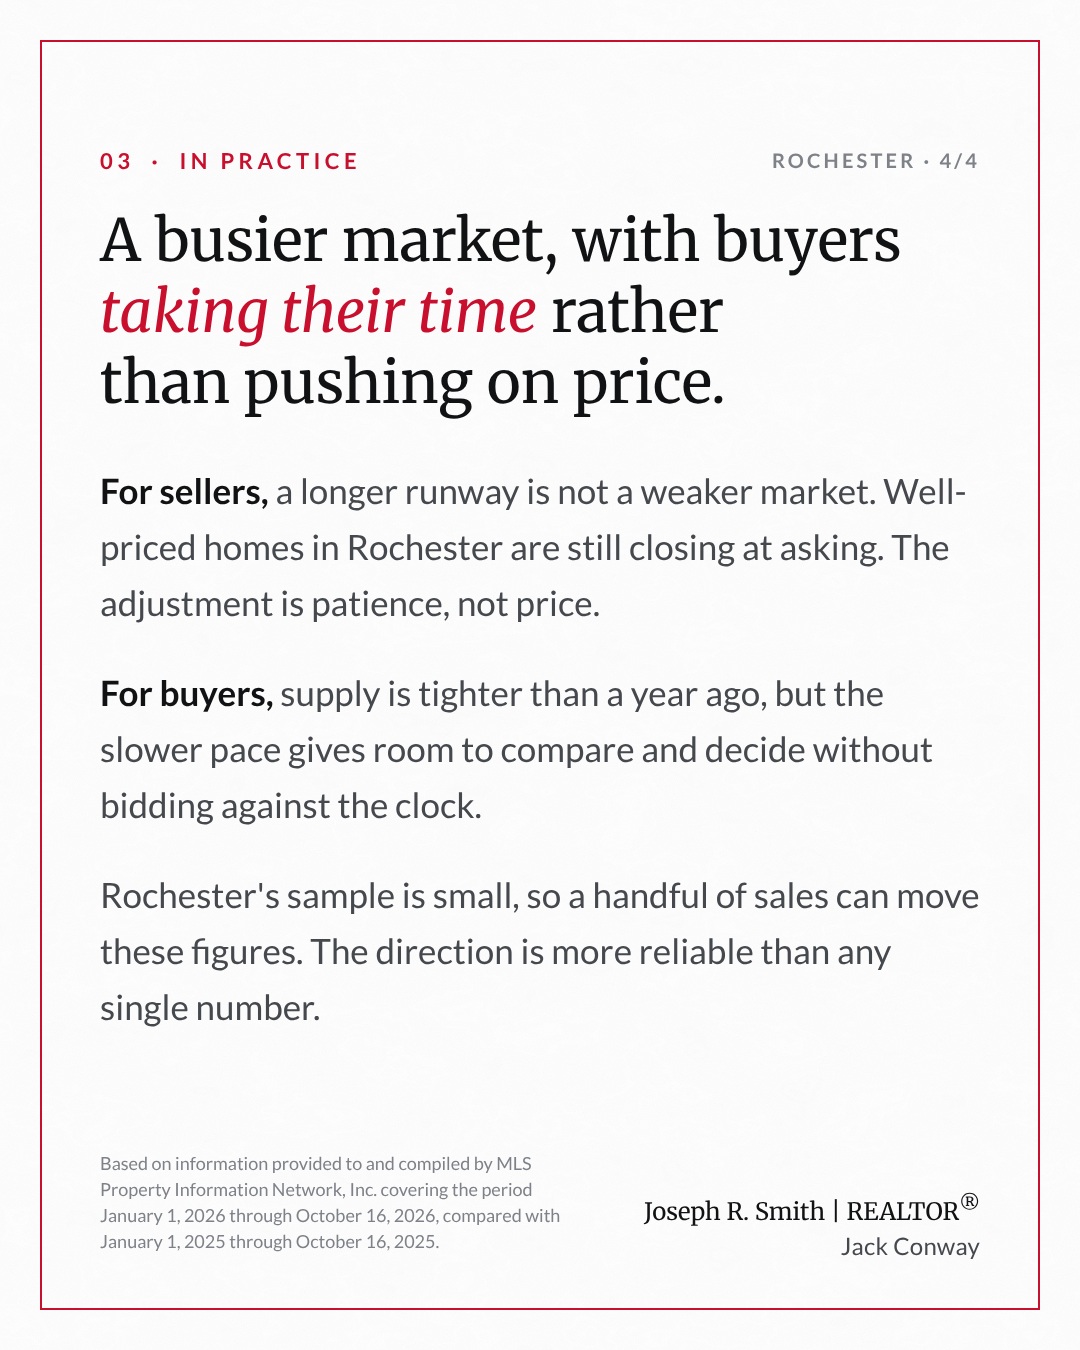 03 · IN PRACTICE
ROCHESTER · 4/4
A busier market, with buyers
taking their time rather
than pushing on price.
For sellers, a longer runway is not a weaker market. Well-
priced homes in Rochester are still closing at asking. The
adjustment is patience, not price.
For buyers, supply is tighter than a year ago, but the
slower pace gives room to compare and decide without
bidding against the clock.
Rochester's sample is small, so a handful of sales can move
these figures. The direction is more reliable than any
single number.
Based on information provided to and compiled by MLS
Property Information Network, Inc. covering the period
January 1, 2026 through October 16, 2026, compared with
January 1, 2025 through October 16, 2025.
Joseph R. Smith | REALTOR®
Jack Conway